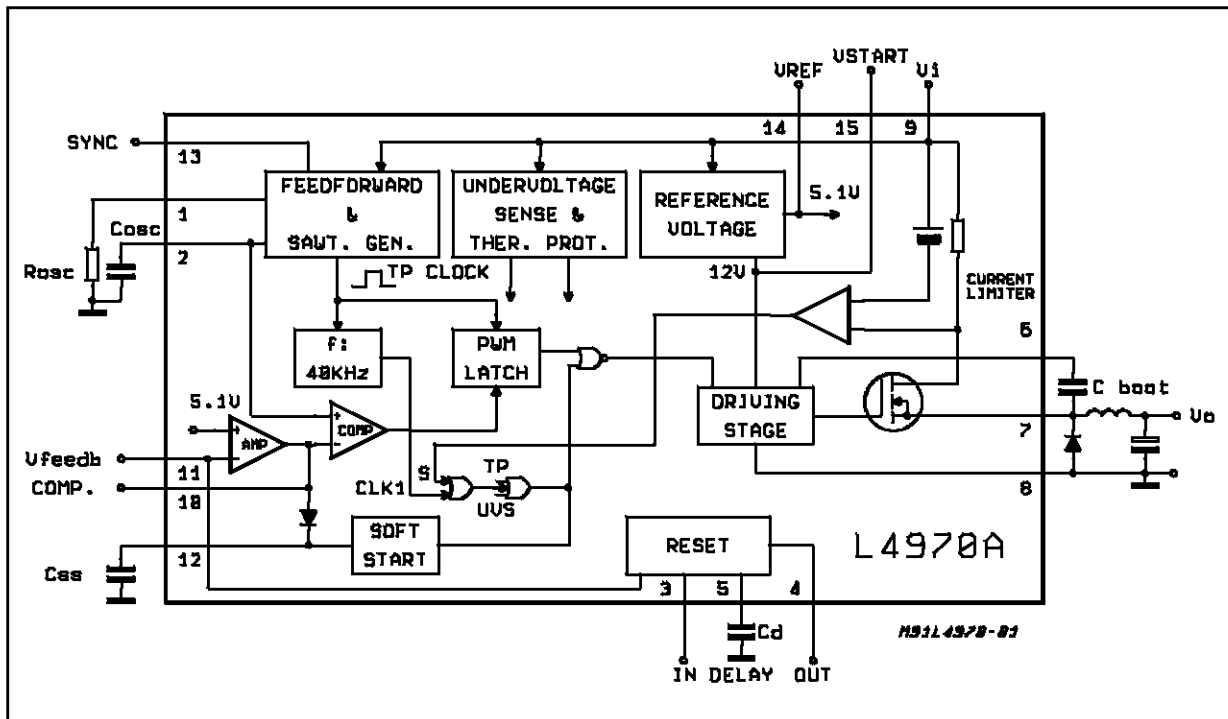 VSTART
VREF
Vi
14
15
9
SYNC
13
FEEDFORWARD
&
SAWT. GEN.
UNDERVOLTAGE
SENSE &
THER. PROT.
REFERENCE
VOLTAGE
5.1V
1
Cosc
2
Rosc
TP CLOCK
12V
CURRENT
LIMITER
6
f:
40KHz
PWM
LATCH
C boot
5.1V
+
AMP
-
+
COMP
-
DRIVING
STAGE
7
Vo
Vfeedb
11
COMP.
10
S
TP
CLK1
UVS
8
SOFT
START
12
Css
RESET
L4970A
3
5
4
Cd
M91L4970-01
IN
DELAY
OUT